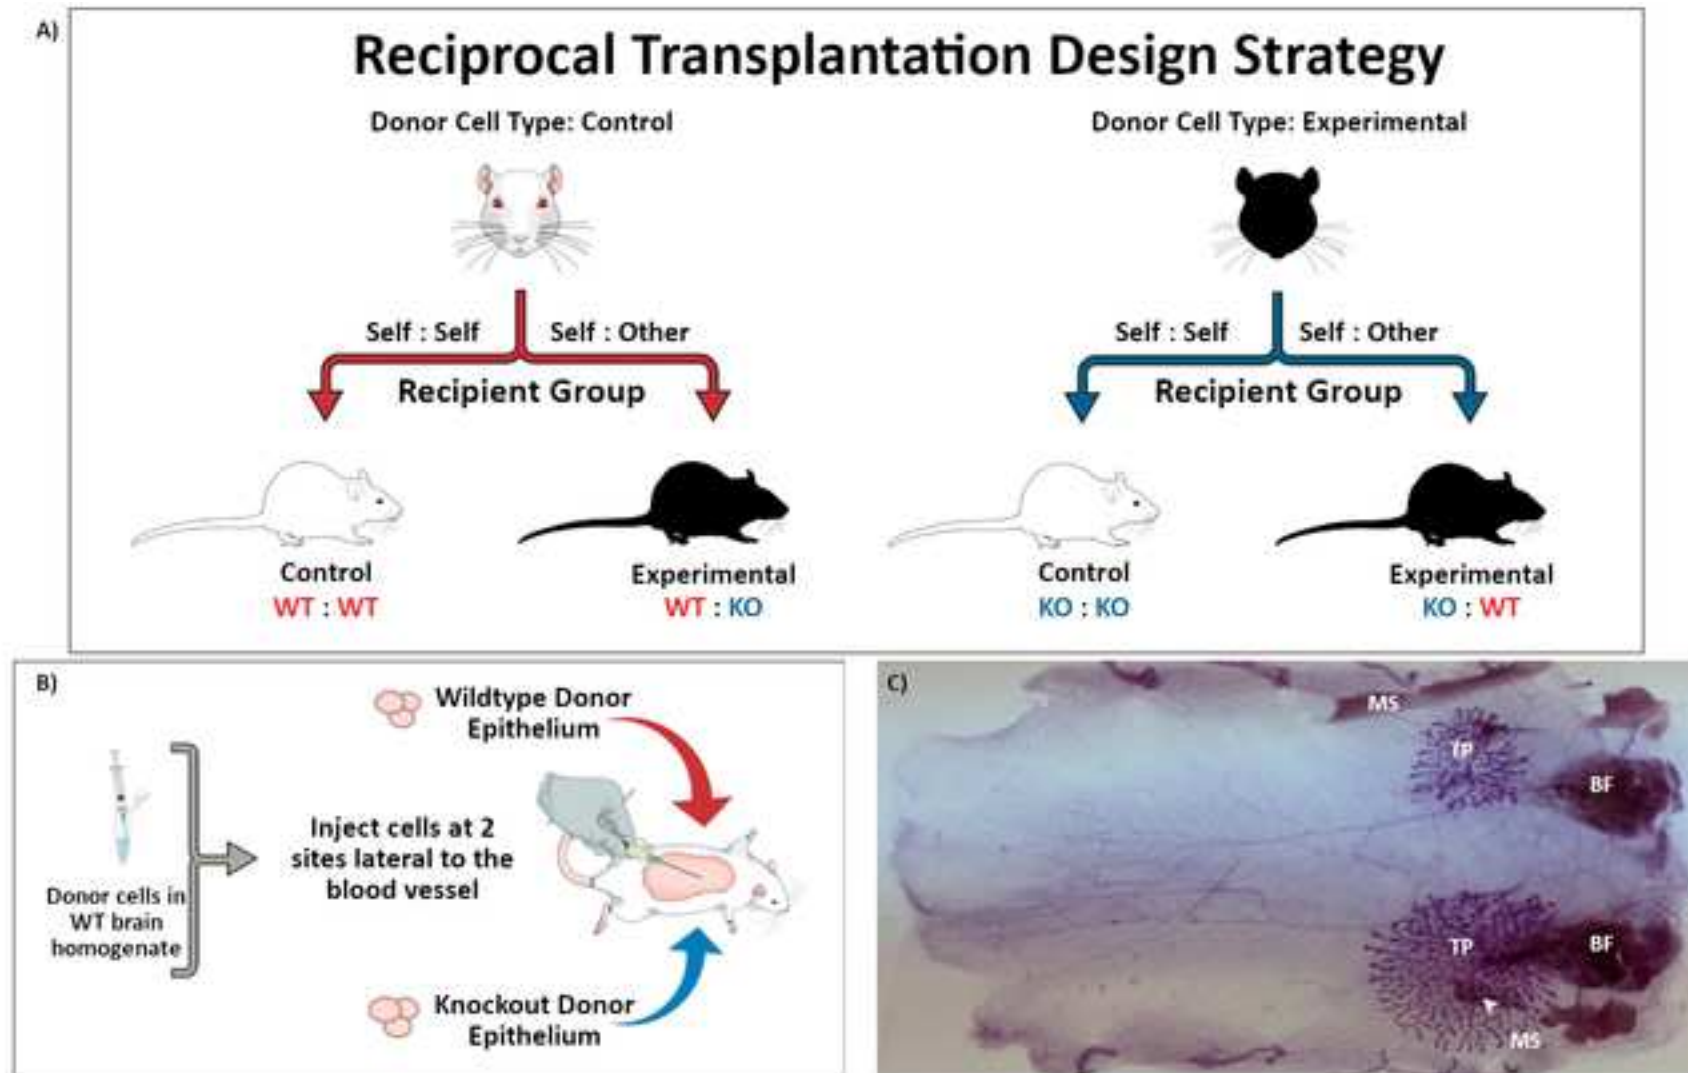 A)
Reciprocal Transplantation Design Strategy
Donor Cell Type: Control
Donor Cell Type: Experimental
Self : Self
Self : Other
Recipient Group
Self : Self
Self : Other
Recipient Group
Control
WT : WT
Experimental
WT : KO
Control
KO : KO
Experimental
KO : WT
B)
Donor cells in
WT brain
homogenate
Wildtype Donor
Epithelium
Inject cells at 2
sites lateral to the
blood vessel
Knockout Donor
Epithelium
C)
MS
TP
BF
TP
BF
MS